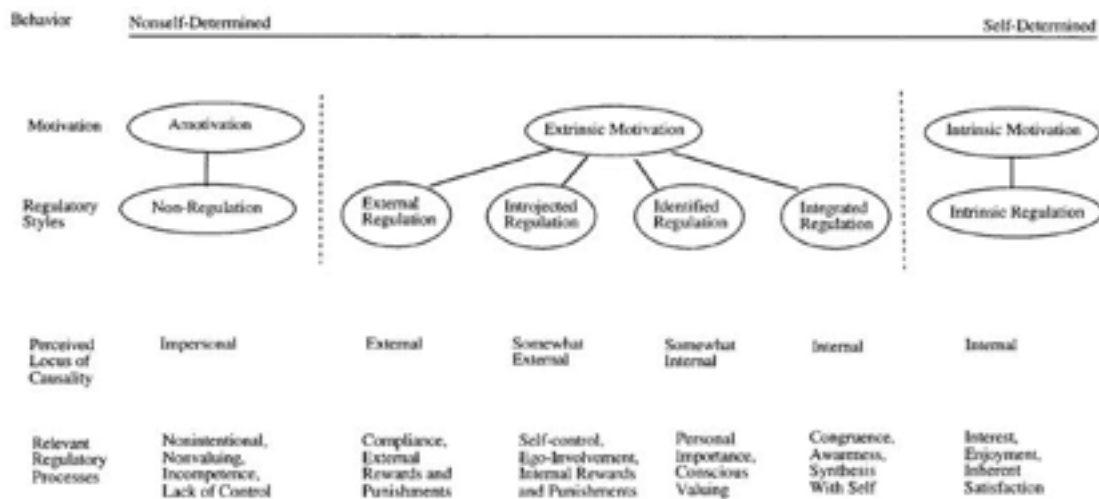 Behavior Nonself-Determined Self-Determined
Motivation Amotivation Extrinsic Motivation Intrinsic Motivation
Regulatory
Styles
Non-Regulation
External
Regulation
Introjected
Regulation
Identified
Regulation
Integrated
Regulation
Intrinsic Regulation
Perceived
Locus of
Causality
Impersonal
External
Somewhat
External
Somewhat
Internal
Internal
Internal
Relevant
Regulatory
Processes
Nonintentional,
Nonvaluing,
Incompetence,
Lack of Control
Compliance,
External
Rewards and
Punishments
Self-control,
Ego-Involvement,
Internal Rewards
and Punishments
Personal
Importance,
Conscious
Valuing
Congruence,
Awareness,
Synthesis
With Self
Interest,
Enjoyment,
Inherent
Satisfaction